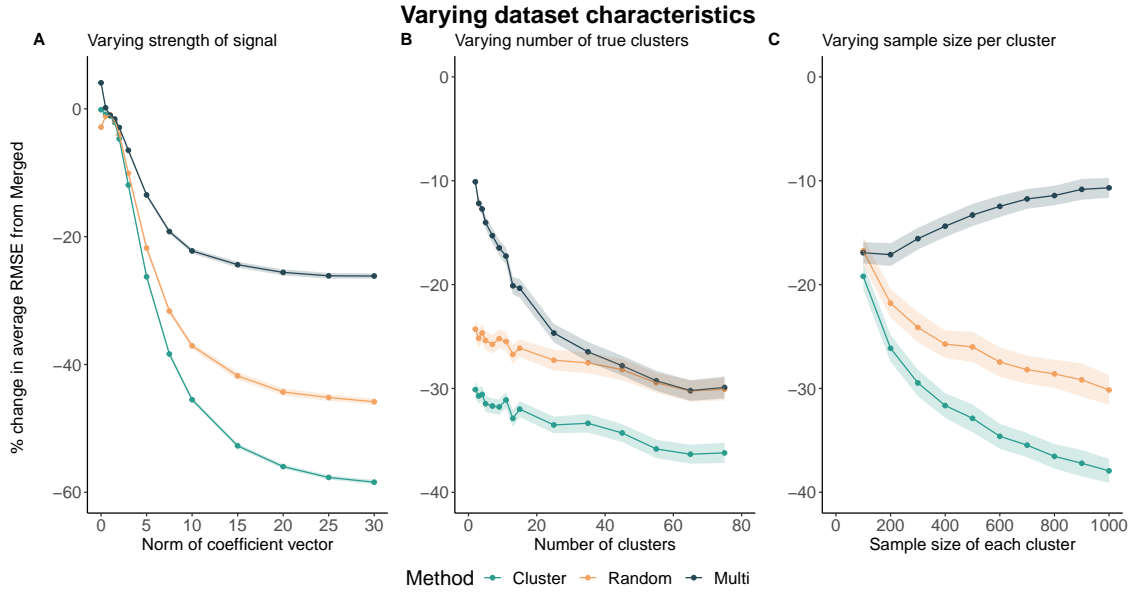 Varying dataset characteristics
A Varying strength of signal
B Varying number of true clusters
C Varying sample size per cluster
% change in average RMSE from Merged
0
−20
−40
−60
0 5 10 15 20 25 30
Norm of coefficient vector
0
−10
−20
−30
−40
0 20 40 60 80
Number of clusters
0
−10
−20
−30
−40
0 200 400 600 800 1000
Sample size of each cluster
Method Cluster Random Multi